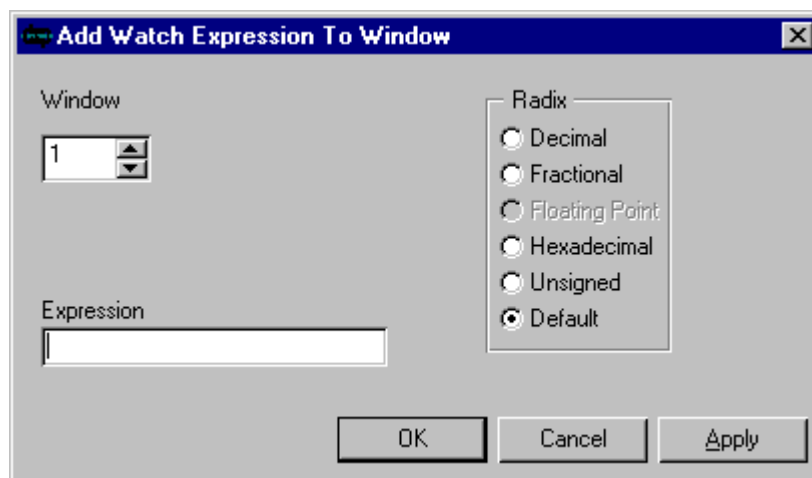 Add Watch Expression To Window
Window
1
Radix
Decimal
Fractional
Floating Point
Hexadecimal
Unsigned
Default
Expression
OK
Cancel
Apply